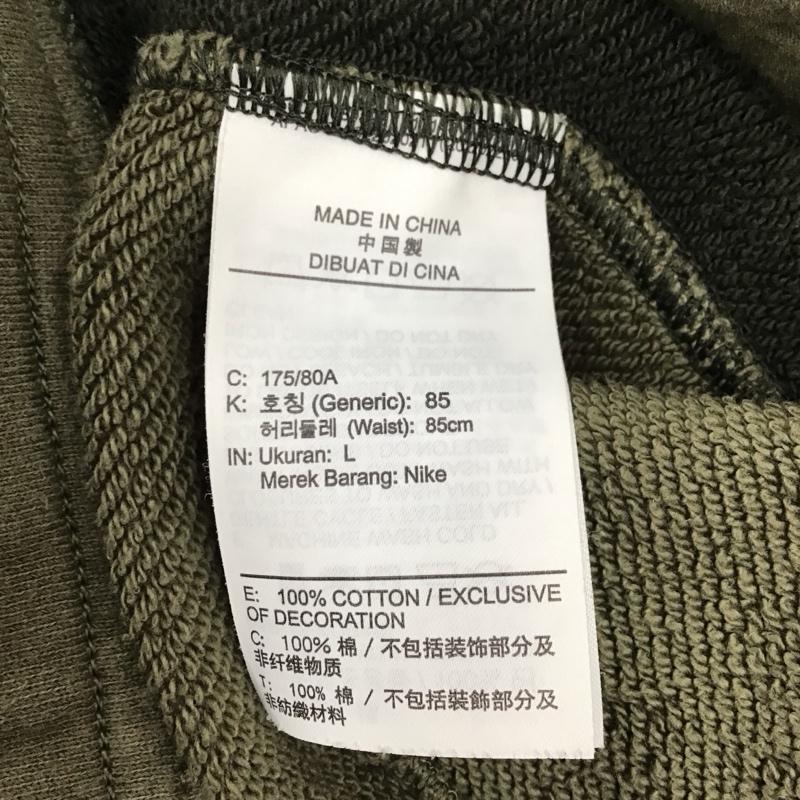 MADE IN CHINA
中国製
DIBUAT DI CINA
C: 175/80A
K: 호칭 (Generic): 85
허리둘레 (Waist): 85cm
IN: Ukuran: L
Merek Barang: Nike
E: 100% COTTON / EXCLUSIVE
OF DECORATION
C: 100% 棉 / 不包括装饰部分及
非纤维物质
T: 100% 棉 / 不包括裝飾部分及
非紡織材料